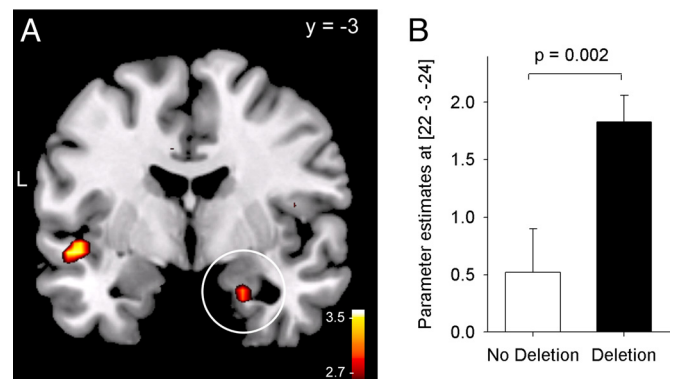 A
y = -3
L
3.5 -
2.7 -
B
p = 0.002
Parameter estimates at [22 -3 -24]
2.0
1.5
1.0
0.5
0.0
No Deletion Deletion